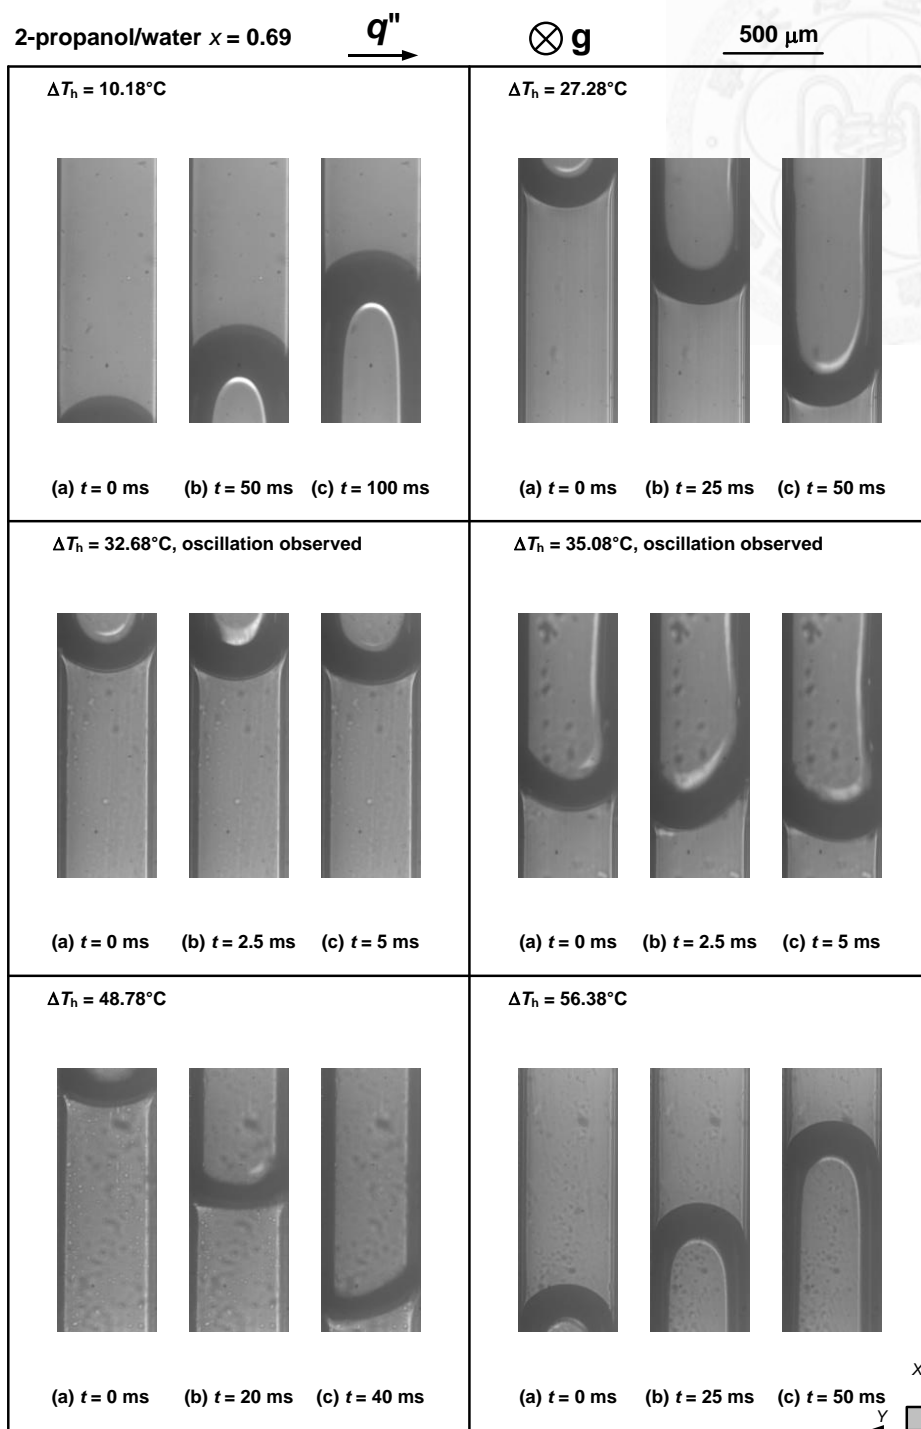 2-propanol/water x = 0.69
q"
⊗ g
500 μm
ΔTh = 10.18°C
(a) t = 0 ms (b) t = 50 ms (c) t = 100 ms
ΔTh = 27.28°C
(a) t = 0 ms (b) t = 25 ms (c) t = 50 ms
ΔTh = 32.68°C, oscillation observed
(a) t = 0 ms (b) t = 2.5 ms (c) t = 5 ms
ΔTh = 35.08°C, oscillation observed
(a) t = 0 ms (b) t = 2.5 ms (c) t = 5 ms
ΔTh = 48.78°C
(a) t = 0 ms (b) t = 20 ms (c) t = 40 ms
ΔTh = 56.38°C
(a) t = 0 ms (b) t = 25 ms (c) t = 50 ms
X
Y